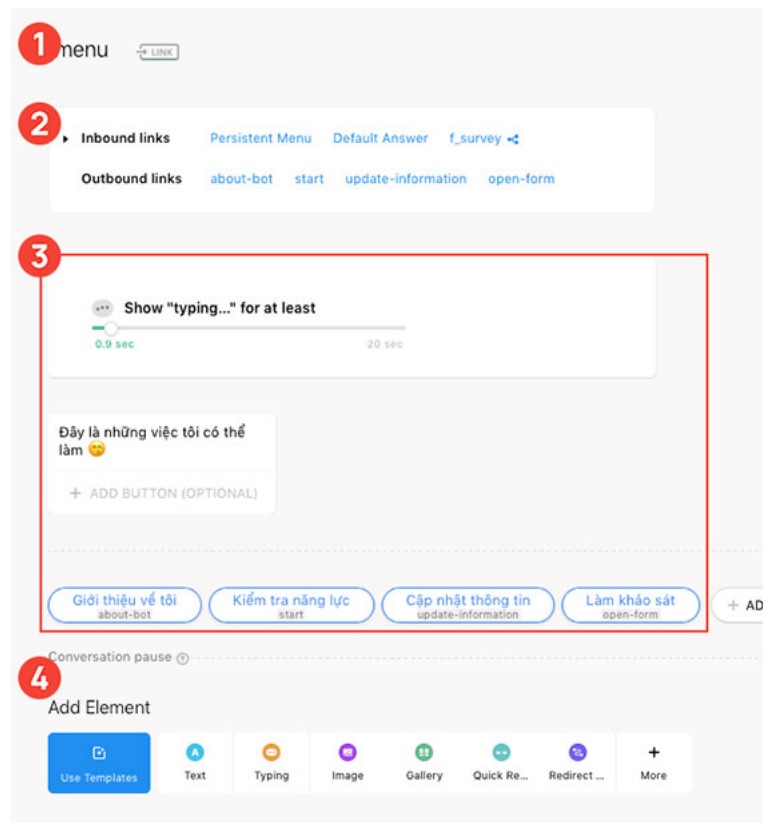 1
menu LINK
2
Inbound links Persistent Menu Default Answer f_survey
Outbound links about-bot start update-information open-form
3
Show "typing..." for at least
0.9 sec 20 sec
Đây là những việc tôi có thể
làm 😋
+ ADD BUTTON (OPTIONAL)
Giới thiệu về tôi Kiểm tra năng lực Cập nhật thông tin Làm khảo sát
about-bot start update-information open-form
+ AD
Conversation pause
4
Add Element
A
Use Templates Text Typing Image Gallery Quick Re... Redirect ... More